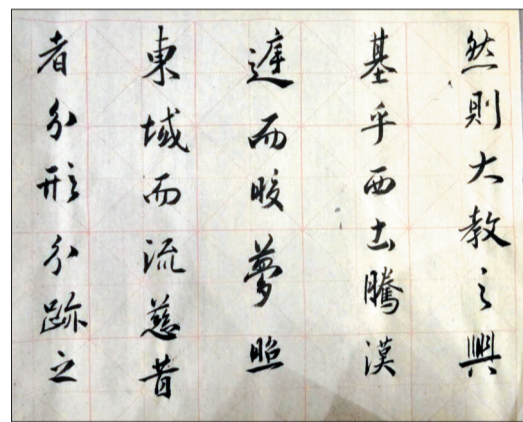 然則大教之興
基乎西土騰漢
庭而皎夢照
東域而流慈昔
者分形分跡之